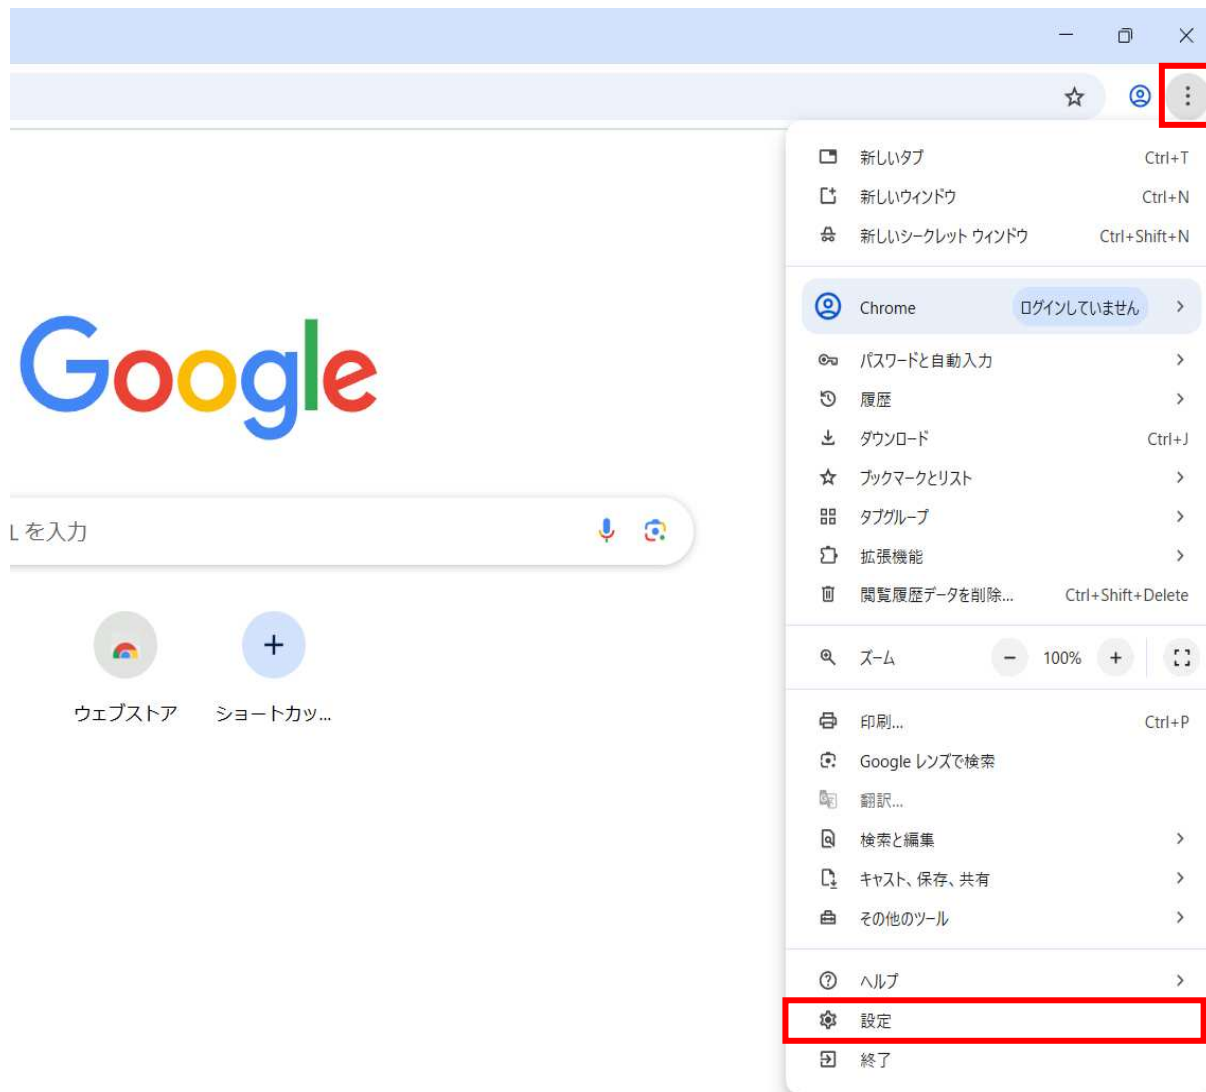 新しいタブ Ctrl+T
新しいウィンドウ Ctrl+N
新しいシークレット ウィンドウ Ctrl+Shift+N
Chrome ログインしていません
Google
パスワードと自動入力
履歴
ダウンロード Ctrl+J
ブックマークとリスト
タブグループ
L を入力
拡張機能
閲覧履歴データを削除... Ctrl+Shift+Delete
ズーム - 100% +
ウェブストア ショートカッ...
印刷... Ctrl+P
Google レンズで検索
翻訳...
検索と編集
キャスト、保存、共有
その他のツール
ヘルプ
設定
終了